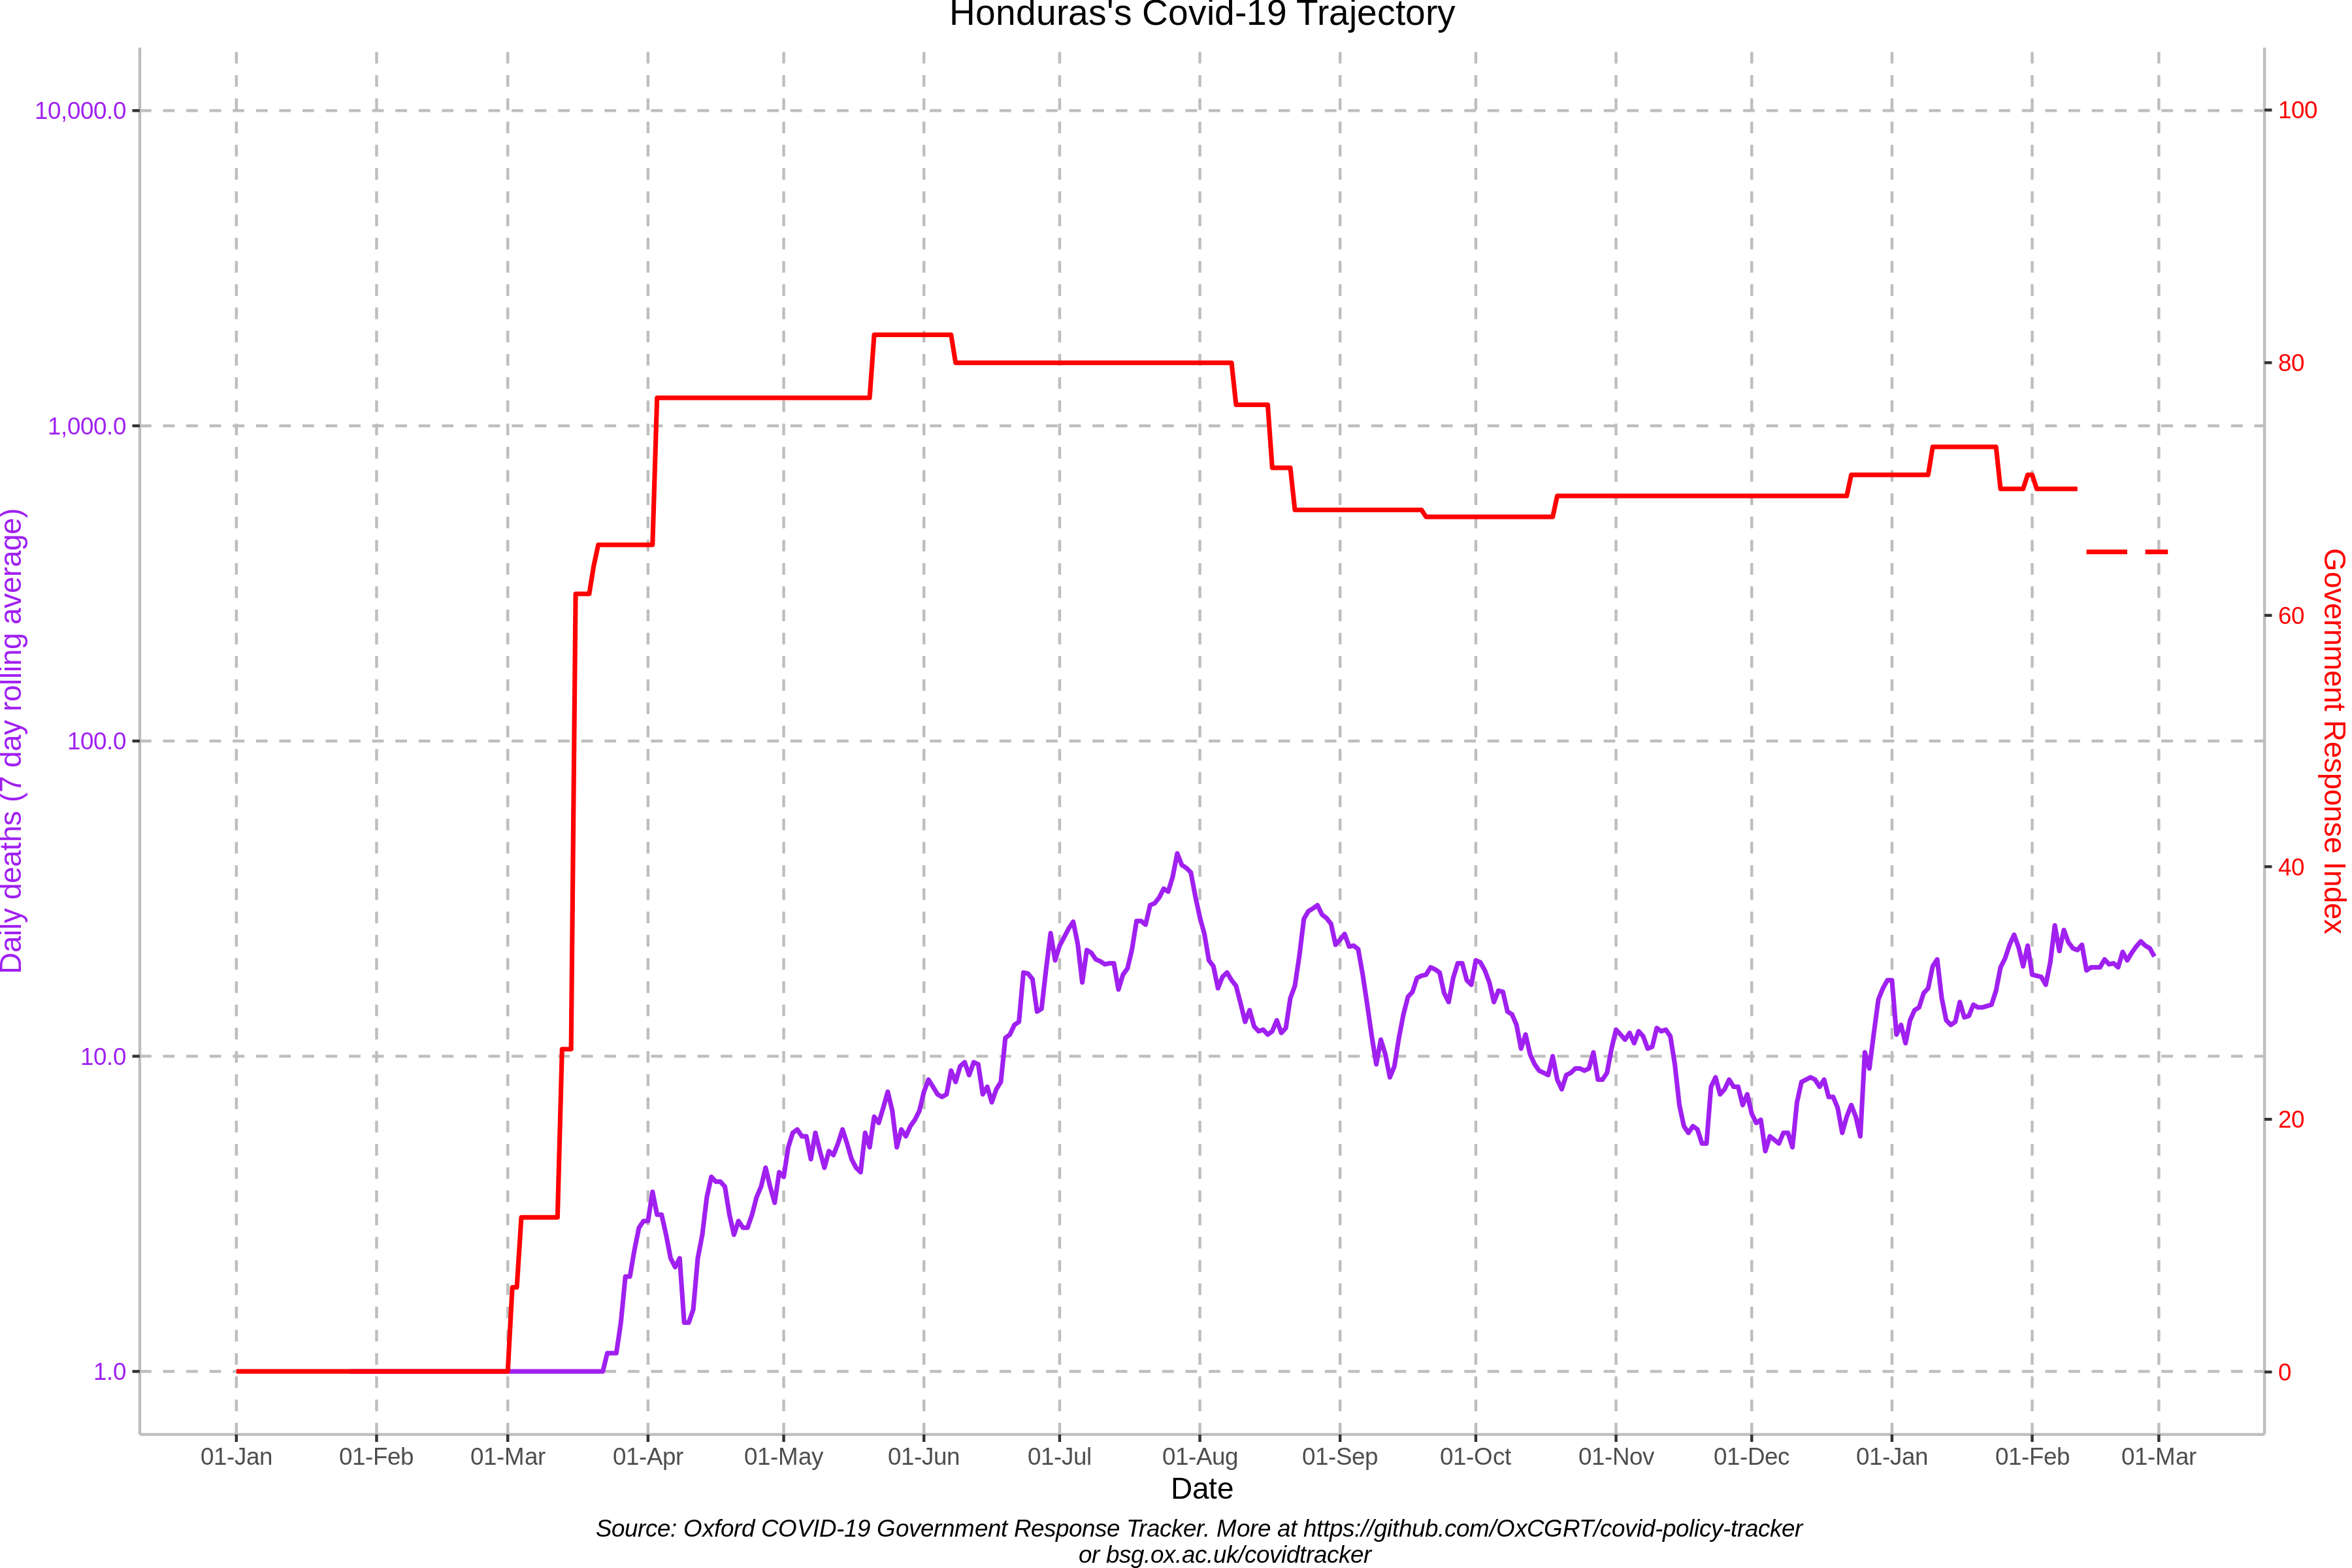 Honduras's Covid-19 Trajectory
10,000.0
1,000.0
100.0
10.0
1.0
Daily deaths (7 day rolling average)
100
80
60
40
20
0
Government Response Index
01-Jan 01-Feb 01-Mar 01-Apr 01-May 01-Jun 01-Jul 01-Aug 01-Sep 01-Oct 01-Nov 01-Dec 01-Jan 01-Feb 01-Mar
Date
Source: Oxford COVID-19 Government Response Tracker. More at https://github.com/OxCGRT/covid-policy-tracker
or bsg.ox.ac.uk/covidtracker